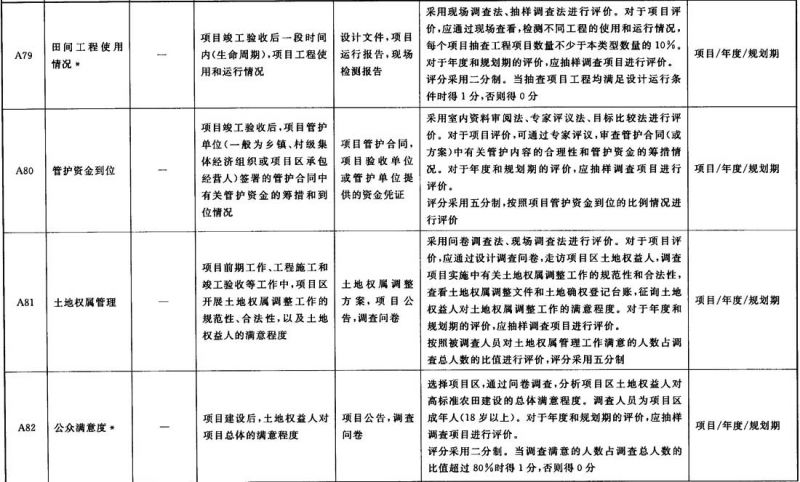 A79
田间工程使用
情况*
—
项目竣工验收后一段时间
内(生命周期),项目工程使
用和运行情况
设计文件,项目
运行报告,现场
检测报告
采用现场调查法、抽样调查法进行评价。对于项目评
价,应通过现场查看,检测不同工程的使用和运行情况,
每个项目抽查工程项目数量不少于本类型数量的10%。
对于年度和规划期的评价,应抽样调查项目进行评价。
评分采用二分制。当抽查项目工程均满足设计运行条
件时得1分,否则得0分
项目/年度/规划期
A80
管护资金到位
—
项目竣工验收后,项目管护
单位(一般为乡镇、村级集
体经济组织或项目区承包
经营人)签署的管护合同中
有关管护资金的筹措和到
位情况
项目管护合同,
项目验收单位
或管护单位提
供的资金凭证
采用室内资料审阅法、专家评议法、目标比较法进行评
价。对于项目评价,可通过专家评议,审查管护合同(或
方案)中有关管护内容的合理性和管护资金的筹措情
况。对于年度和规划期的评价,应抽样调查项目进行
评价。
评分采用五分制,按照项目管护资金到位的比例情况进
行评价
项目/年度/规划期
A81
土地权属管理
—
项目前期工作、工程施工和
竣工验收等工作中,项目区
开展土地权属调整工作的
规范性、合法性,以及土地
权益人的满意程度
土地权属调整
方案,项目公
告,调查问卷
采用问卷调查法、现场调查法进行评价。对于项目评
价,应通过设计调查问卷,走访项目区土地权益人,调查
项目实施中有关土地权属调整工作的规范性和合法性,
查看土地权属调整文件和土地确权登记台账,征询土地
权益人对土地权属调整工作的满意度。对于年度和
规划期的评价,应抽样调查项目进行评价。
按照被调查人员对土地权属管理工作满意的人数占调
查总人数的比值进行评价,评分采用五分制
项目/年度/规划期
A82
公众满意度*
—
项目建设后,土地权益人对
项目总体的满意程度
项目公告,调查
问卷
选择项目区,通过问卷调查,分析项目区土地权益人对
高标准农田建设的总体满意程度。调查人员为项目区
成年人(18岁以上)。对于年度和规划期的评价,应抽样
调查项目进行评价。
评分采用二分制。当调查满意的人数占调查总人数的
比值超过80%时得1分,否则得0分
项目/年度/规划期